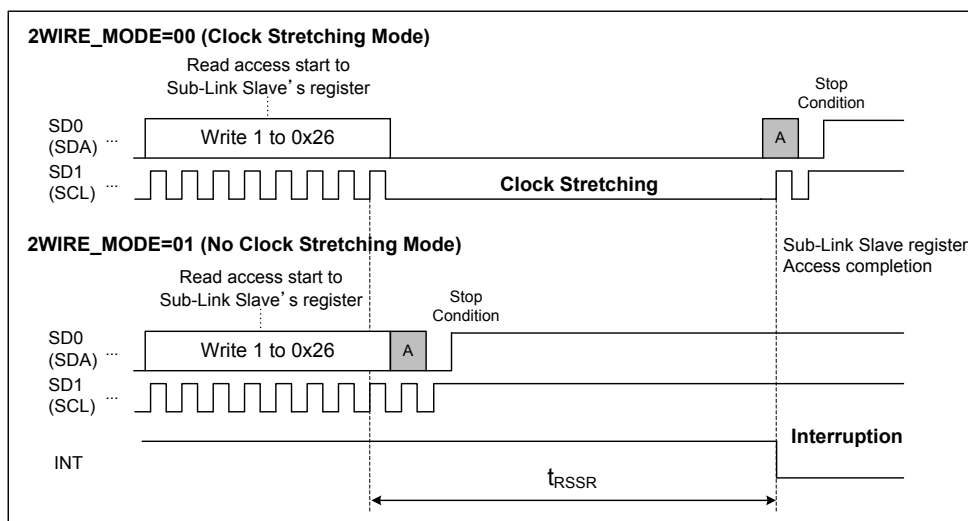 2WIRE_MODE=00 (Clock Stretching Mode)
Read access start to
Sub-Link Slave's register
Stop
Condition
SD0
(SDA) ...
Write 1 to 0x26
A
SD1
(SCL) ...
Clock Stretching
2WIRE_MODE=01 (No Clock Stretching Mode)
Sub-Link Slave register
Access completion
Read access start to
Sub-Link Slave's register
Stop
Condition
SD0
(SDA) ...
Write 1 to 0x26
A
SD1
(SCL) ...
Interruption
INT
tRSSR